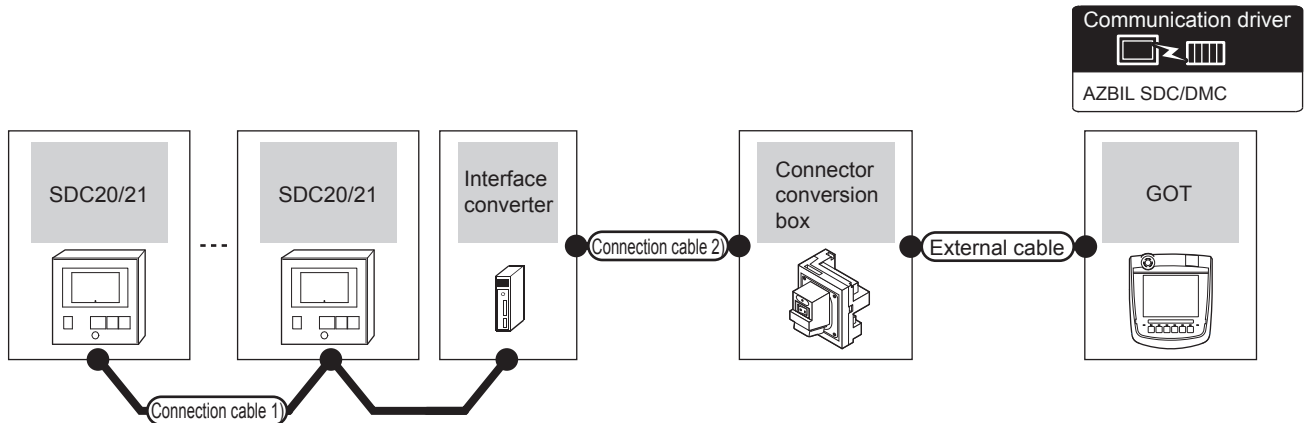 Communication driver
AZBIL SDC/DMC
SDC20/21
SDC20/21
Interface
converter
Connector
conversion
box
GOT
Connection cable 2)
External cable
Connection cable 1)